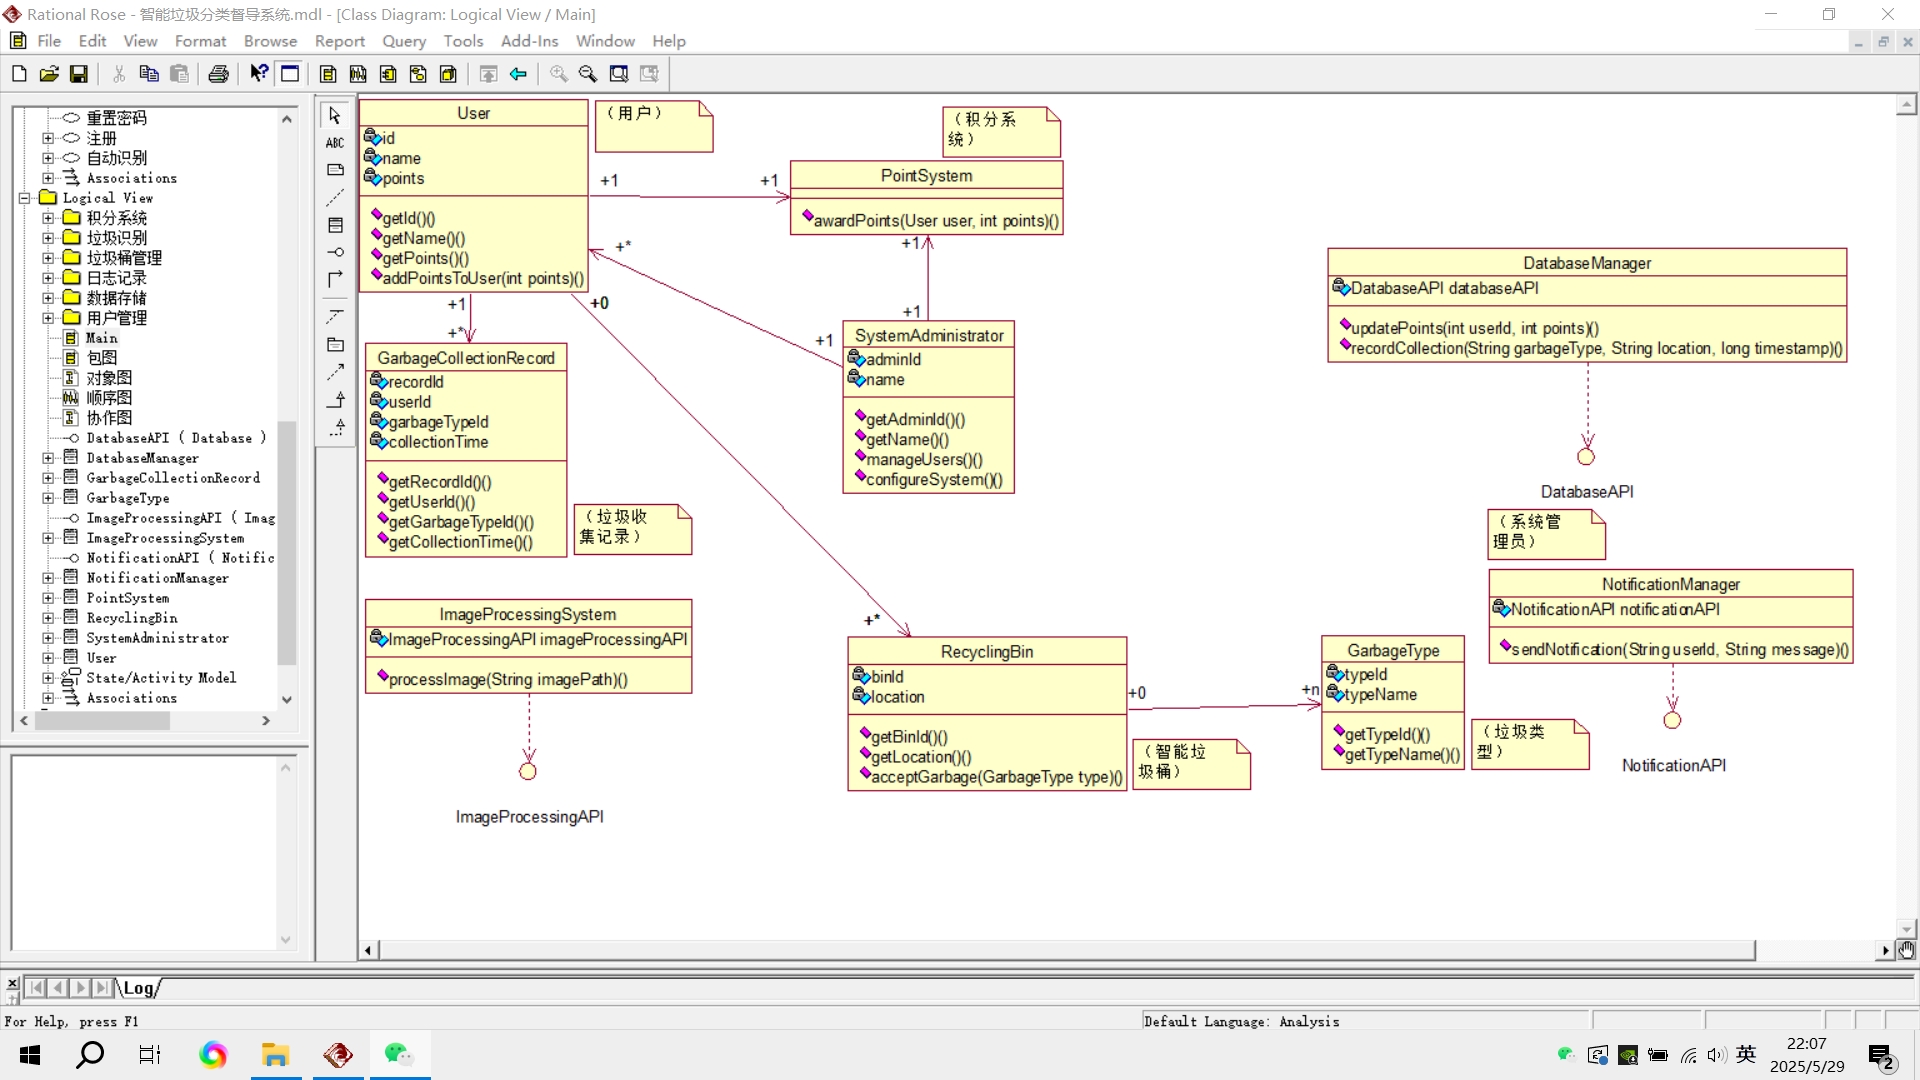 Rational Rose - 智能垃圾分类督导系统.mdl - [Class Diagram: Logical View / Main]
File Edit View Format Browse Report Query Tools Add-Ins Window Help
重置密码
注册
自动识别
Associations
Logical View
积分系统
垃圾识别
垃圾桶管理
日志记录
数据存储
用户管理
Main
包图
对象图
顺序图
协作图
DatabaseAPI ( Database )
DatabaseManager
GarbageCollectionRecord
GarbageType
ImageProcessingAPI ( Imag
ImageProcessingSystem
NotificationAPI ( Notific
NotificationManager
PointSystem
RecyclingBin
SystemAdministrator
User
State/Activity Model
Associations
ABC
User
id
name
points
getId()()
getName()()
getPoints()()
addPointsToUser(int points)()
（用户）
+1
+1
（积分系
统）
PointSystem
awardPoints(User user, int points)()
+1
+*
+1
+1
SystemAdministrator
adminId
name
getAdminId()()
getName()()
manageUsers()()
configureSystem()()
DatabaseManager
DatabaseAPI databaseAPI
updatePoints(int userId, int points)()
recordCollection(String garbageType, String location, long timestamp)()
DatabaseAPI
+1
+*
+0
GarbageCollectionRecord
recordId
userId
garbageTypeId
collectionTime
getRecordId()()
getUserId()()
getGarbageTypeId()()
getCollectionTime()()
（垃圾收
集记录）
（系统管
理员）
NotificationManager
NotificationAPI notificationAPI
sendNotification(String userId, String message)()
NotificationAPI
ImageProcessingSystem
ImageProcessingAPI imageProcessingAPI
processImage(String imagePath)()
ImageProcessingAPI
+*
RecyclingBin
binId
location
getBinId()()
getLocation()()
acceptGarbage(GarbageType type)()
（智能垃
圾桶）
+0
+n
GarbageType
typeId
typeName
getTypeId()()
getTypeName()()
（垃圾类
型）
Log
For Help, press F1
Default Language: Analysis
英
22:07
2025/5/29
2